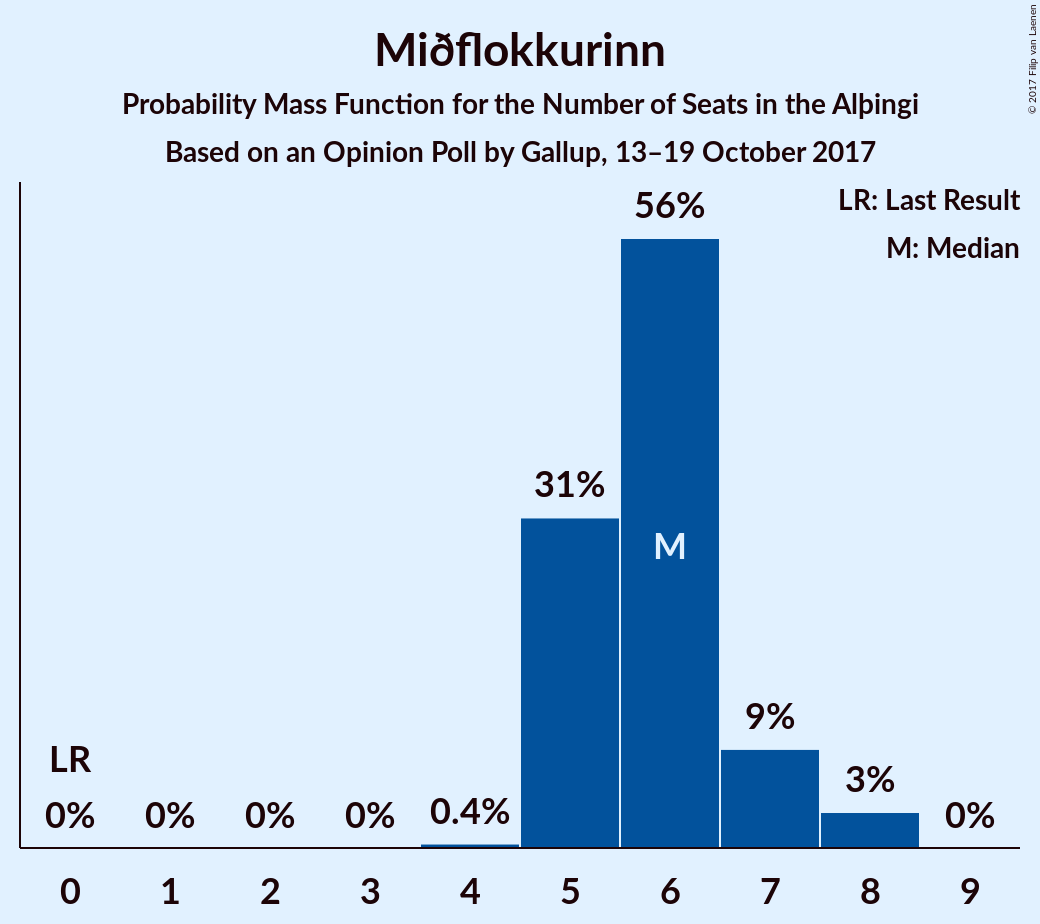 Miðflokkurinn
Probability Mass Function for the Number of Seats in the Alþingi
Based on an Opinion Poll by Gallup, 13–19 October 2017
© 2017 Filip van Laenen
LR: Last Result
M: Median
56%
31%
M
9%
LR
3%
0% 0% 0% 0% 0.4% 0%
0 1 2 3 4 5 6 7 8 9